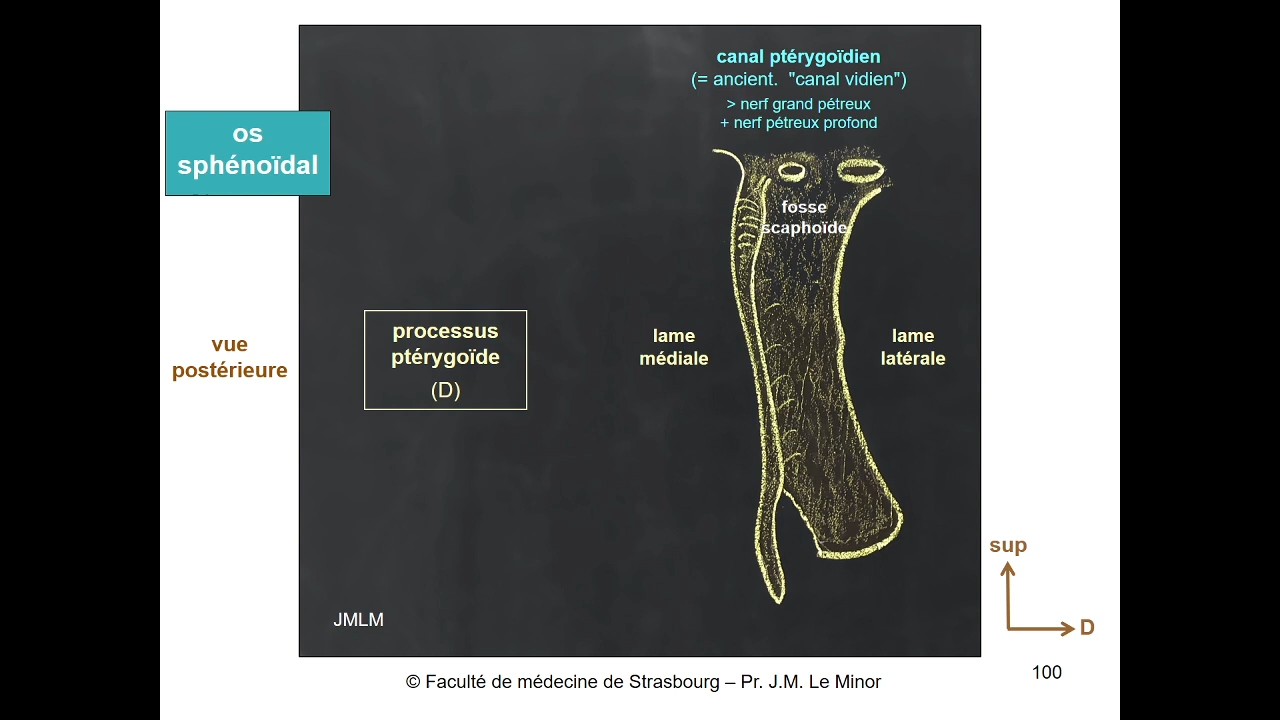 canal ptérygoïdien
(= ancient. "canal vidien")
> nerf grand pétreux
+ nerf pétreux profond
os
sphénoïdal
fosse
scaphoïde
processus
ptérygoïde
(D)
vue
postérieure
lame
médiale
lame
latérale
sup
D
JMLM
100
© Faculté de médecine de Strasbourg – Pr. J.M. Le Minor